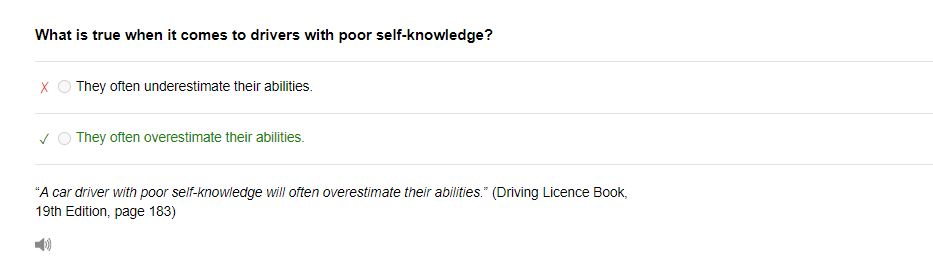 What is true when it comes to drivers with poor self-knowledge?
X They often underestimate their abilities.
✓ They often overestimate their abilities.
“A car driver with poor self-knowledge will often overestimate their abilities.” (Driving Licence Book,
19th Edition, page 183)